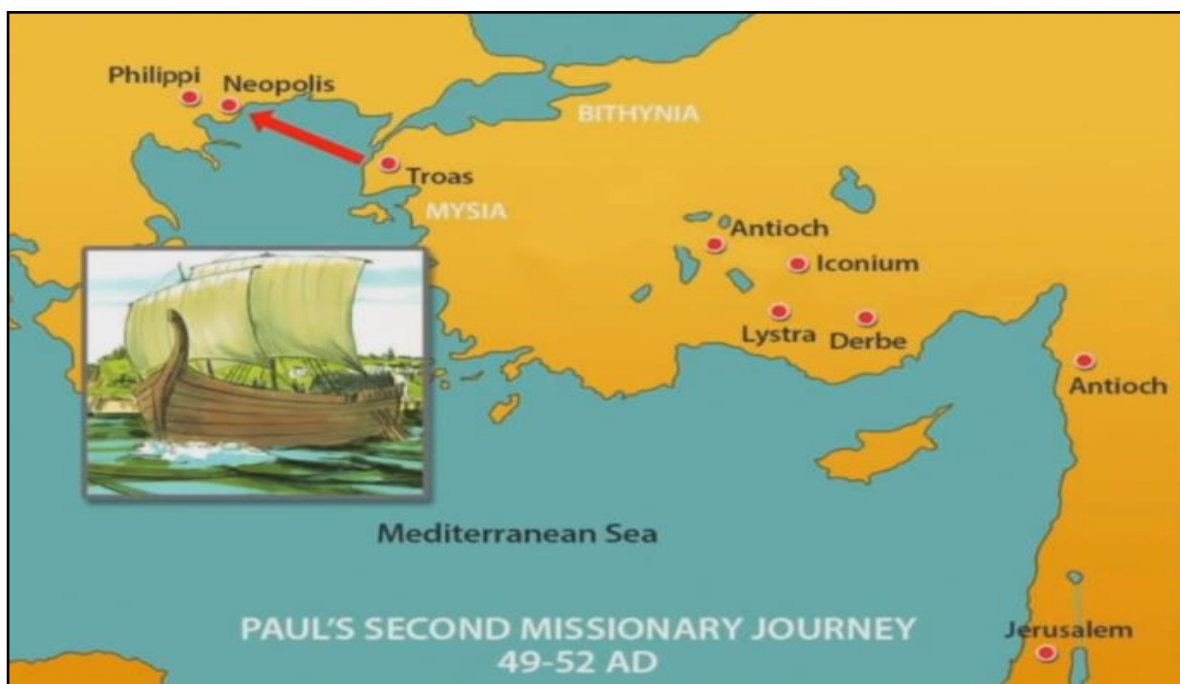 Philippi
Neopolis
BITHYNIA
Troas
MYSIA
Antioch
Iconium
Lystra
Derbe
Antioch
Mediterranean Sea
PAUL'S SECOND MISSIONARY JOURNEY
49-52 AD
Jerusalem